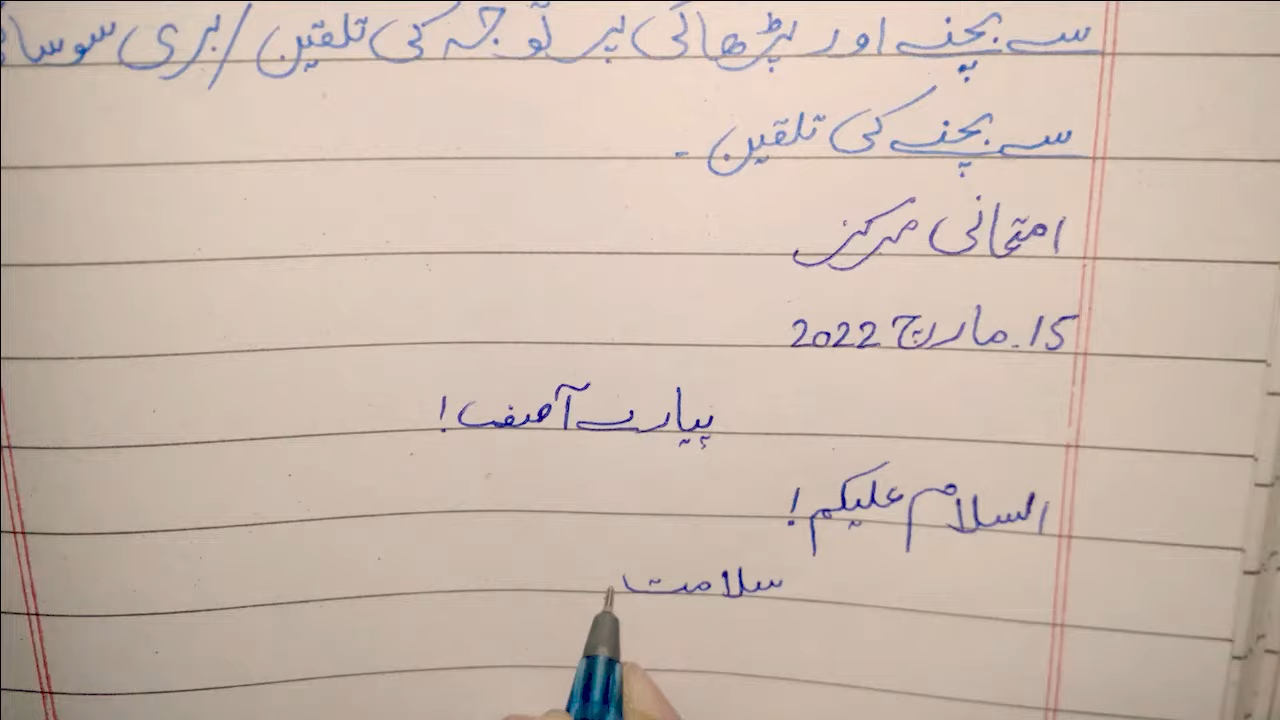 سے بچنے اور پڑھائی پر توجہ کی تلقین / بری سوسا
سے بچنے کی تلقین ۔
امتحانی مرکز
15. مارچ 2022
پیارے آصف!
السلام علیکم!
سلامت